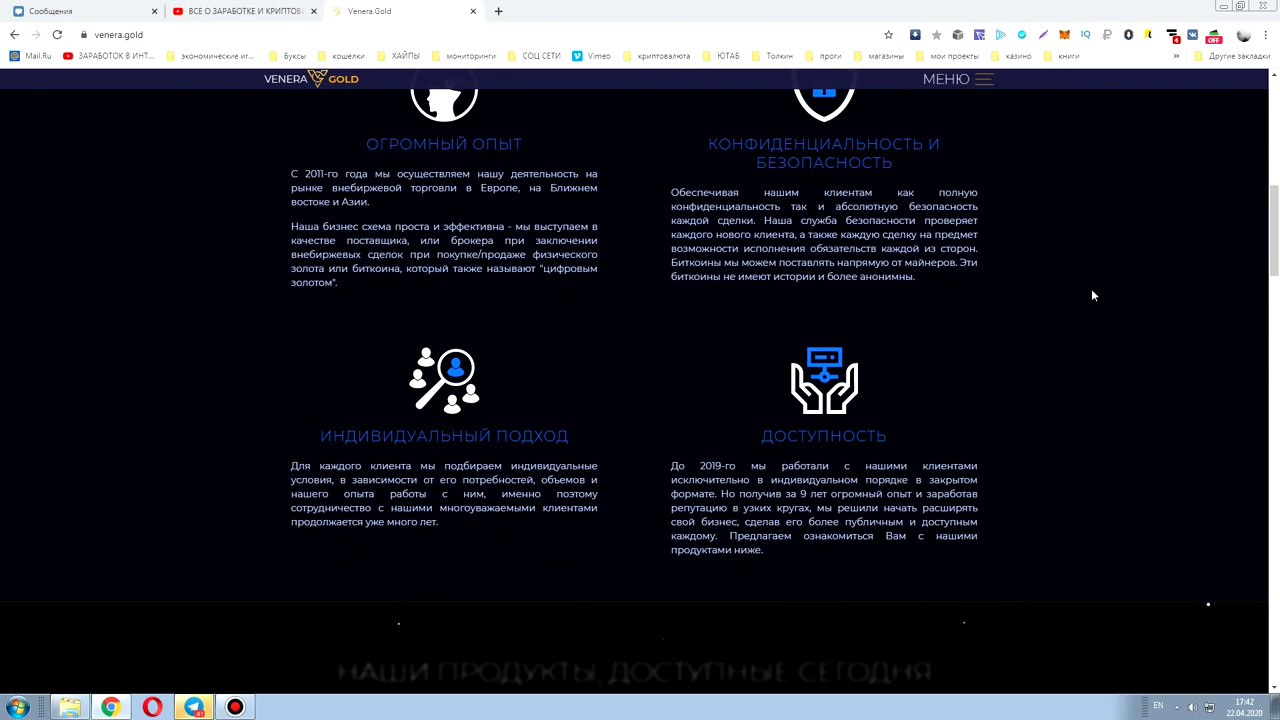 Сообщения
ВСЕ О ЗАРАБОТКЕ И КРИПТОВА
Venera.Gold
venera.gold
IQ
4
OFF
Mail.Ru
ЗАРАБОТОК В ИНТ...
экономические иг...
Буксы
кошелки
ХАЙПЫ
мониторинги
СОЦ СЕТИ
Vimeo
криптовалюта
ЮТАБ
Толкин
проги
магазины
мои проекты
казино
книги
»
Другие закладки
VENERA GOLD
МЕНЮ
ОГРОМНЫЙ ОПЫТ
С 2011-го года мы осуществляем нашу деятельность на
рынке внебиржевой торговли в Европе, на Ближнем
востоке и Азии.
Наша бизнес схема проста и эффективна - мы выступаем в
качестве поставщика, или брокера при заключении
внебиржевых сделок при покупке/продаже физического
золота или биткоина, который также называют "цифровым
золотом".
КОНФИДЕНЦИАЛЬНОСТЬ И
БЕЗОПАСНОСТЬ
Обеспечивая нашим клиентам как полную
конфиденциальность так и абсолютную безопасность
каждой сделки. Наша служба безопасности проверяет
каждого нового клиента, а также каждую сделку на предмет
возможности исполнения обязательств каждой из сторон.
Биткоины мы можем поставлять напрямую от майнеров. Эти
биткоины не имеют истории и более анонимны.
ИНДИВИДУАЛЬНЫЙ ПОДХОД
Для каждого клиента мы подбираем индивидуальные
условия, в зависимости от его потребностей, объемов и
нашего опыта работы с ним, именно поэтому
сотрудничество с нашими многоуважаемыми клиентами
продолжается уже много лет.
ДОСТУПНОСТЬ
До 2019-го мы работали с нашими клиентами
исключительно в индивидуальном порядке в закрытом
формате. Но получив за 9 лет огромный опыт и заработав
репутацию в узких кругах, мы решили начать расширять
свой бизнес, сделав его более публичным и доступным
каждому. Предлагаем ознакомиться Вам с нашими
продуктами ниже.
НАШИ ПРОДУКТЫ, ДОСТУПНЫЕ СЕГОДНЯ
EN
17:42
22.04.2020